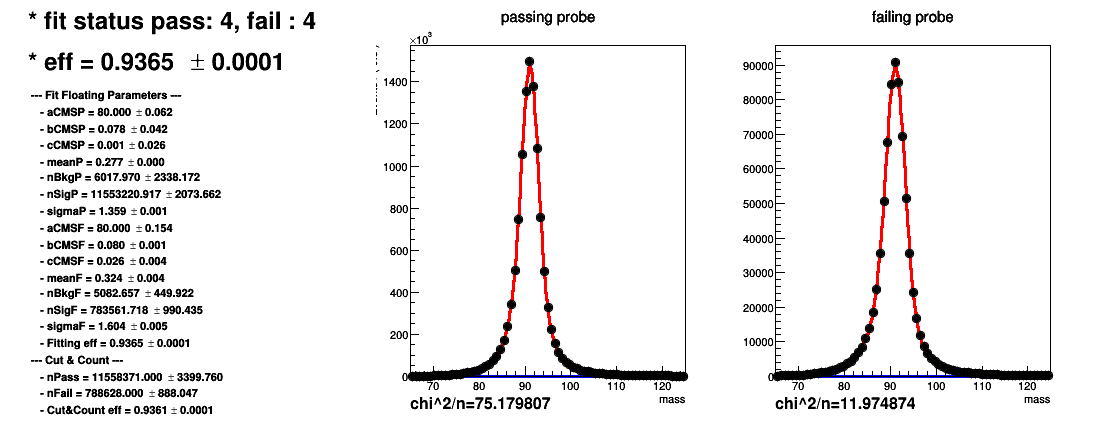 * fit status pass: 4, fail : 4
* eff = 0.9365 ± 0.0001
--- Fit Floating Parameters ---
- aCMSP = 80.000 ± 0.062
- bCMSP = 0.078 ± 0.042
- cCMSP = 0.001 ± 0.026
- meanP = 0.277 ± 0.000
- nBkgP = 6017.970 ± 2338.172
- nSigP = 11553220.917 ± 2073.662
- sigmaP = 1.359 ± 0.001
- aCMSF = 80.000 ± 0.154
- bCMSF = 0.080 ± 0.001
- cCMSF = 0.026 ± 0.004
- meanF = 0.324 ± 0.004
- nBkgF = 5082.657 ± 449.922
- nSigF = 783561.718 ± 990.435
- sigmaF = 1.604 ± 0.005
- Fitting eff = 0.9365 ± 0.0001
--- Cut & Count ---
- nPass = 11558371.000 ± 3399.760
- nFail = 788628.000 ± 888.047
- Cut&Count eff = 0.9361 ± 0.0001
passing probe
×10³
1400
1200
1000
800
600
400
200
0
70 80 90 100 110 120
mass
chi^2/n=75.179807
failing probe
90000
80000
70000
60000
50000
40000
30000
20000
10000
0
70 80 90 100 110 120
mass
chi^2/n=11.974874